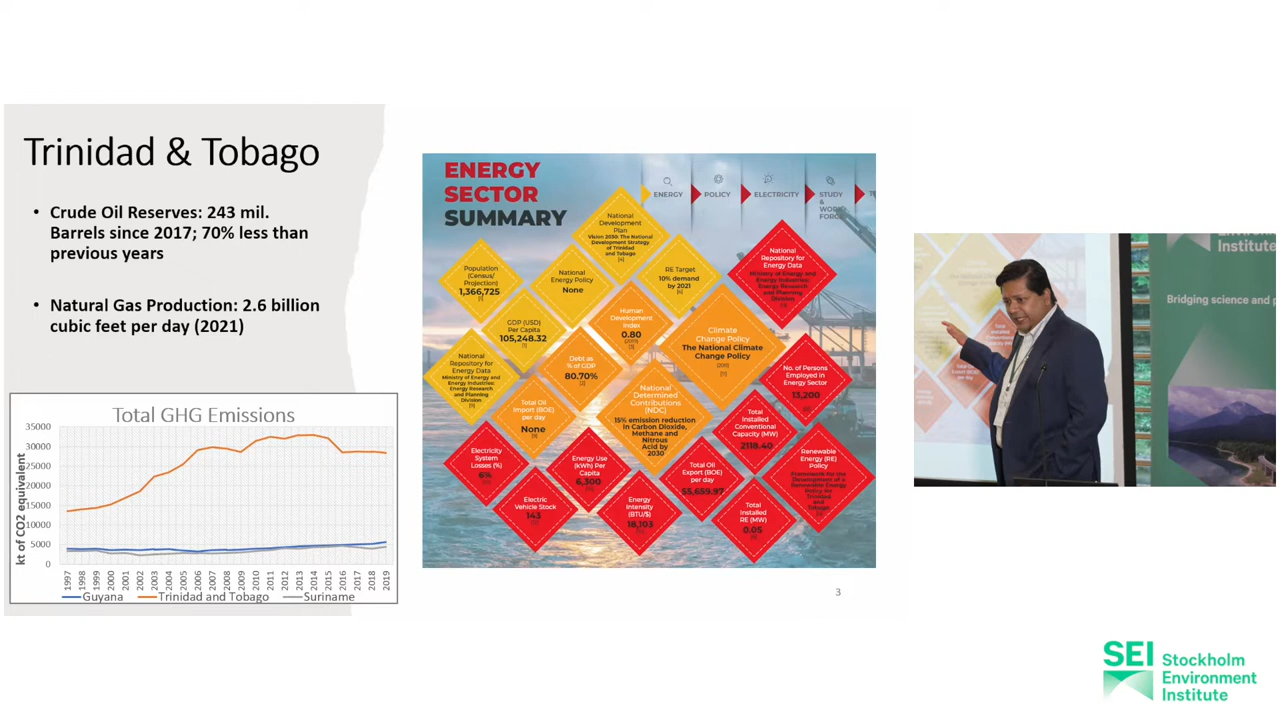 Trinidad & Tobago
• Crude Oil Reserves: 243 mil.
Barrels since 2017; 70% less than
previous years
• Natural Gas Production: 2.6 billion
cubic feet per day (2021)
Total GHG Emissions
kt of CO2 equivalent
35000
30000
25000
20000
15000
10000
5000
0
1997 1998 1999 2000 2001 2002 2003 2004 2005 2006 2007 2008 2009 2010 2011 2012 2013 2014 2015 2016 2017 2018 2019
Guyana Trinidad and Tobago Suriname
ENERGY
SECTOR
SUMMARY
ENERGY
POLICY
ELECTRICITY
STUDY
&
WORK
FORCE
National
Development
Plan
Vision 2030: The National
Development Strategy
of Trinidad
and Tobago
[4]
Population
(Census/
Projection)
1,366,725
National
Energy Policy
None
RE Target
10% demand
by 2021
National
Repository for
Energy Data
Ministry of Energy and
Energy Industries: Energy Research
and Planning
Division
GDP (USD)
Per Capita
105,248.32
Human
Development
Index
0.80
(2019)
Climate
Change Policy
The National Climate
Change Policy
National
Repository for
Energy Data
Ministry of Energy and
Energy Industries:
Energy Research
and Planning
Division
Debt as
% of GDP
80.70%
No. of Persons
Employed in
Energy Sector
13,200
Total Oil
Import (BOE)
per day
None
National
Determined
Contributions
(NDC)
15% emission reduction
in Carbon Dioxide,
Methane and
Nitrous
Acid by
2030
Total
Installed
Conventional
Capacity (MW)
2118.40
Electricity
System
Losses (%)
6%
Energy Use
(kWh) Per
Capita
6,300
Total Oil
Export (BOE)
per day
55,659.97
Renewable
Energy (RE)
Policy
Framework for the
Development of a
Renewable Energy
Policy for
Trinidad
and
Tobago
Electric
Vehicle Stock
143
Energy
Intensity
(BTU/$)
18,103
Total
Installed
RE (MW)
0.05
3
Environment
Institute
Bridging science and p
SEI Stockholm
Environment
Institute